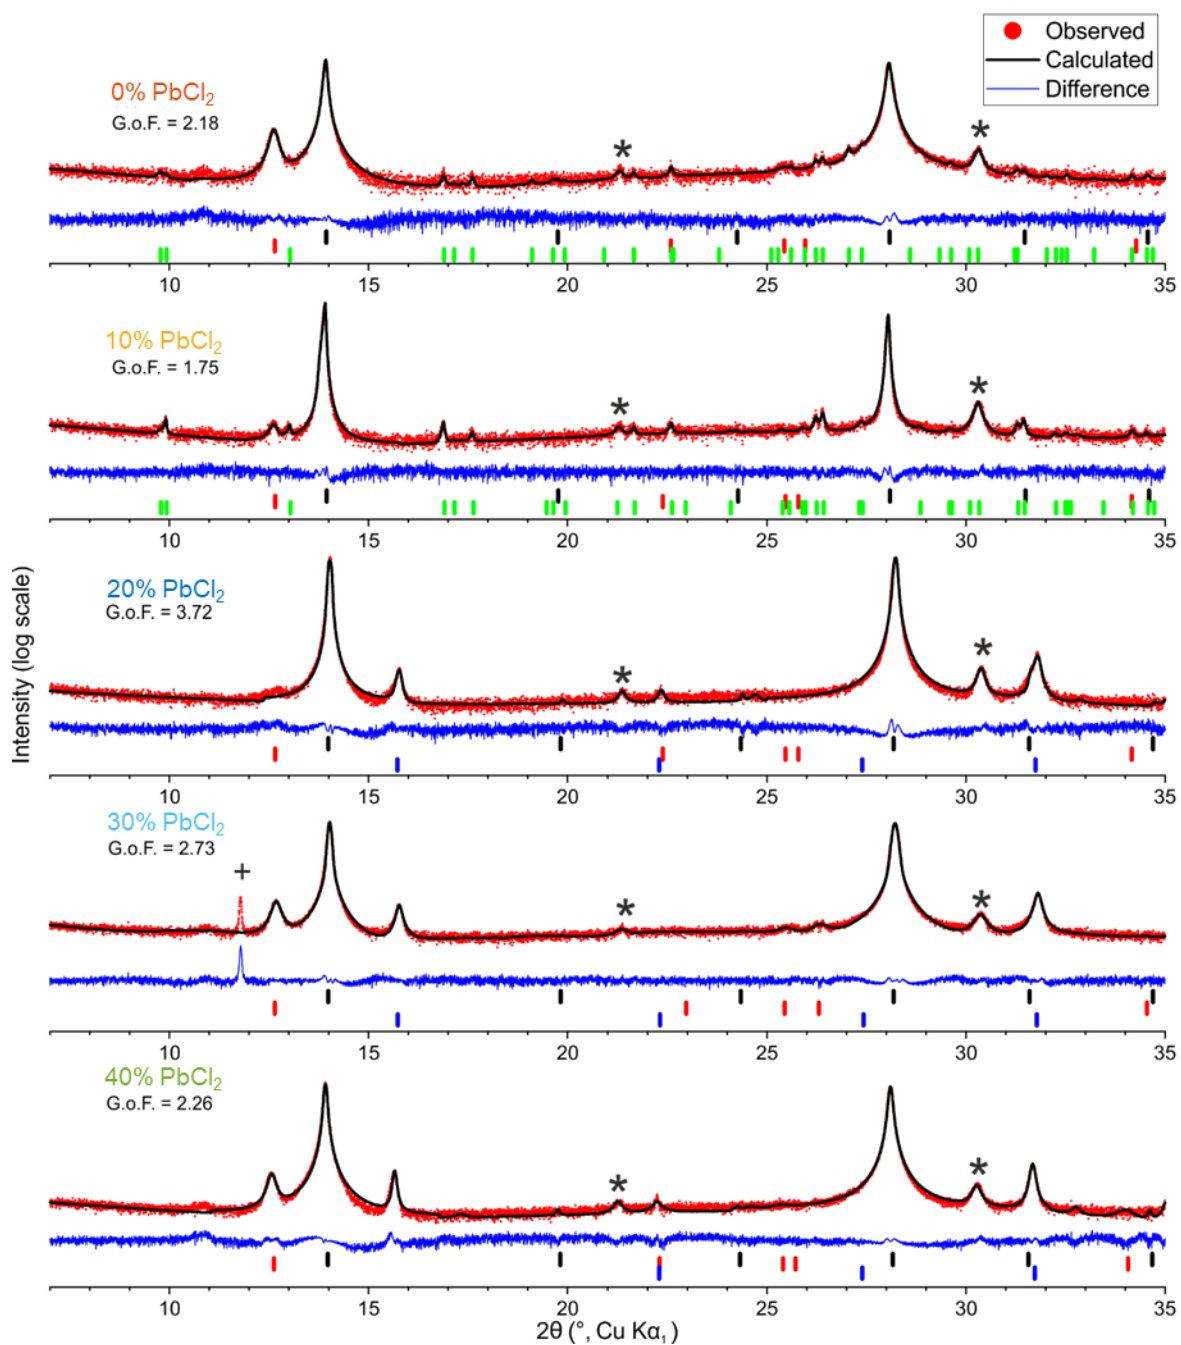 Observed
Calculated
Difference
0% PbCl₂
G.o.F. = 2.18
*
*
10 15 20 25 30 35
10% PbCl₂
G.o.F. = 1.75
*
*
10 15 20 25 30 35
20% PbCl₂
G.o.F. = 3.72
*
*
10 15 20 25 30 35
Intensity (log scale)
30% PbCl₂
G.o.F. = 2.73
+
*
*
10 15 20 25 30 35
40% PbCl₂
G.o.F. = 2.26
*
*
10 15 20 25 30 35
2θ (°, Cu Kα₁)